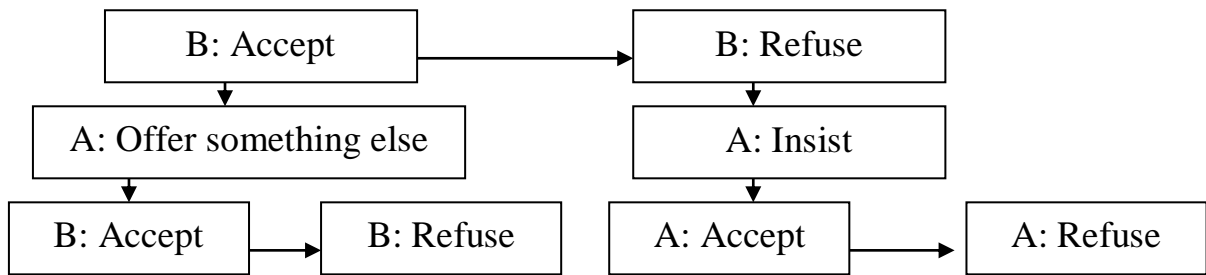 B: Accept
B: Refuse
A: Offer something else
A: Insist
B: Accept
B: Refuse
A: Accept
A: Refuse